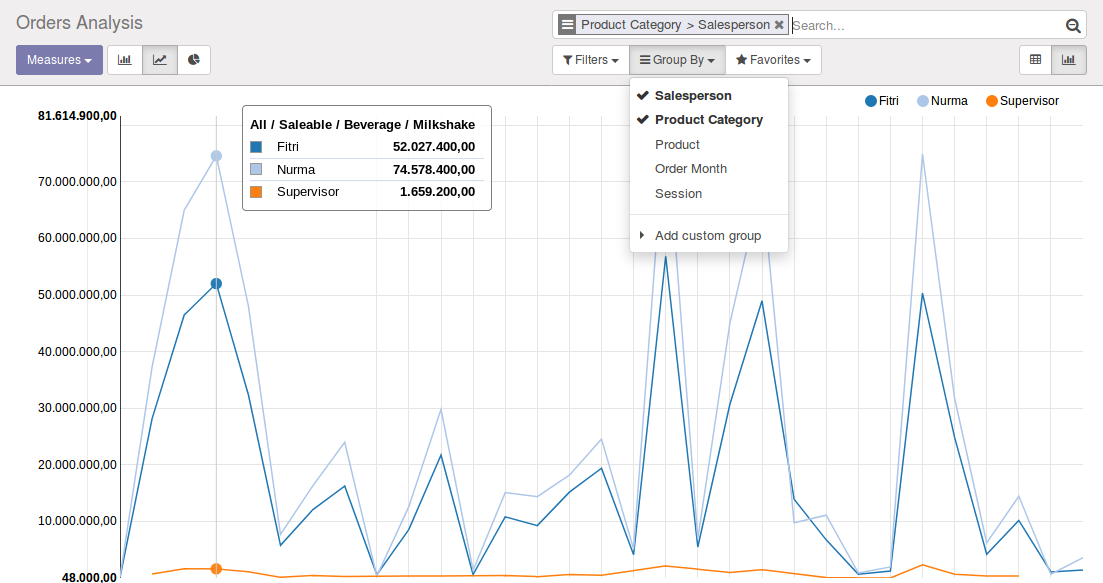 Orders Analysis
Product Category > Salesperson
Search...
Measures
Filters
Group By
Favorites
Salesperson
Product Category
Product
Order Month
Session
Add custom group
Fitri
Nurma
Supervisor
All / Saleable / Beverage / Milkshake
Fitri 52.027.400,00
Nurma 74.578.400,00
Supervisor 1.659.200,00
81.614.900,00
70.000.000,00
60.000.000,00
50.000.000,00
40.000.000,00
30.000.000,00
20.000.000,00
10.000.000,00
48.000,00